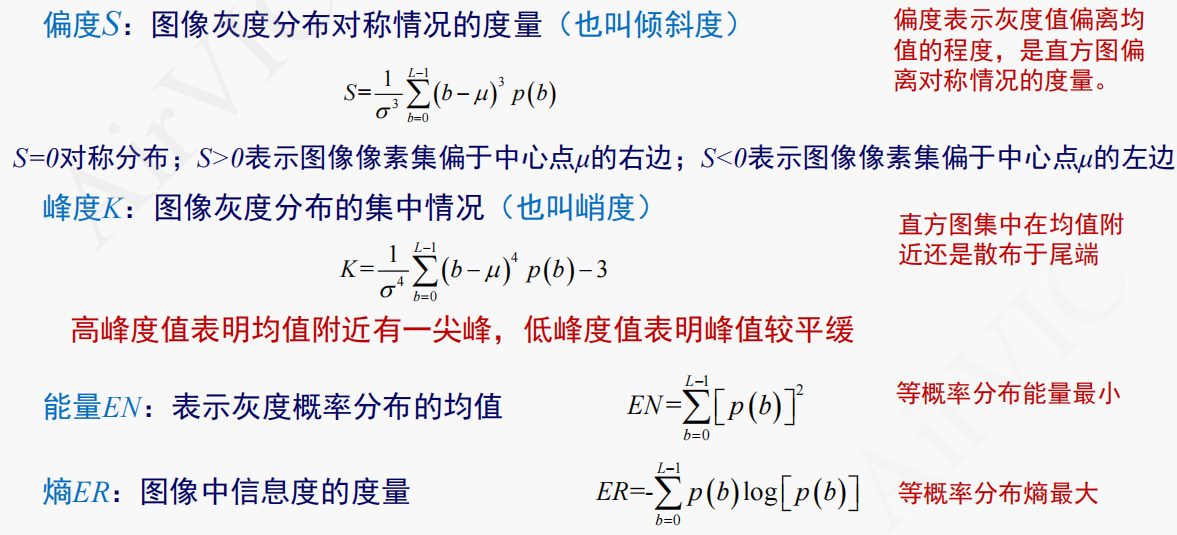 偏度S：图像灰度分布对称情况的度量（也叫倾斜度）
偏度表示灰度值偏离均
值的程度，是直方图偏
离对称情况的度量。
S=\frac{1}{\sigma^3}\sum_{b=0}^{L-1}(b-\mu)^3 p(b)
S=0对称分布；S>0表示图像像素集偏于中心点μ的右边；S<0表示图像像素集偏于中心点μ的左边
峰度K：图像灰度分布的集中情况（也叫峭度）
直方图集中在均值附
近还是散布于尾端
K=\frac{1}{\sigma^4}\sum_{b=0}^{L-1}(b-\mu)^4 p(b)-3
高峰度值表明均值附近有一尖峰，低峰度值表明峰值较平缓
能量EN：表示灰度概率分布的均值
EN=\sum_{b=0}^{L-1}[p(b)]^2
等概率分布能量最小
熵ER：图像中信息度的度量
ER=-\sum_{b=0}^{L-1}p(b)\log[p(b)]
等概率分布熵最大
AirVIC
AirVIC